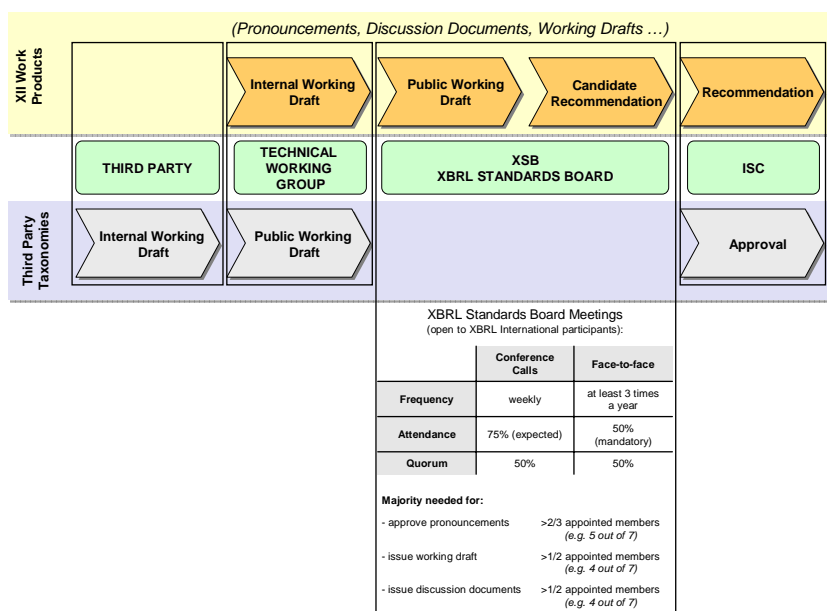 (Pronouncements, Discussion Documents, Working Drafts …)
XII Work
Products
Internal Working
Draft
Public Working
Draft
Candidate
Recommendation
Recommendation
THIRD PARTY
TECHNICAL
WORKING
GROUP
XSB
XBRL STANDARDS BOARD
ISC
Third Party
Taxonomies
Internal Working
Draft
Public Working
Draft
Approval
XBRL Standards Board Meetings
(open to XBRL International participants):
Conference
Calls
Face-to-face
Frequency
weekly
at least 3 times
a year
Attendance
75% (expected)
50%
(mandatory)
Quorum
50%
50%
Majority needed for:
- approve pronouncements >2/3 appointed members
(e.g. 5 out of 7)
- issue working draft >1/2 appointed members
(e.g. 4 out of 7)
- issue discussion documents >1/2 appointed members
(e.g. 4 out of 7)